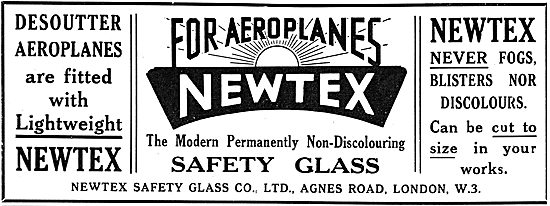 DESOUTTER
AEROPLANES
are fitted
with
Lightweight
NEWTEX
FOR AEROPLANES
NEWTEX
The Modern Permanently Non-Discolouring
SAFETY GLASS
NEWTEX
NEVER FOGS,
BLISTERS NOR
DISCOLOURS.
Can be cut to
size in your
works.
NEWTEX SAFETY GLASS CO., LTD., AGNES ROAD, LONDON, W.3.